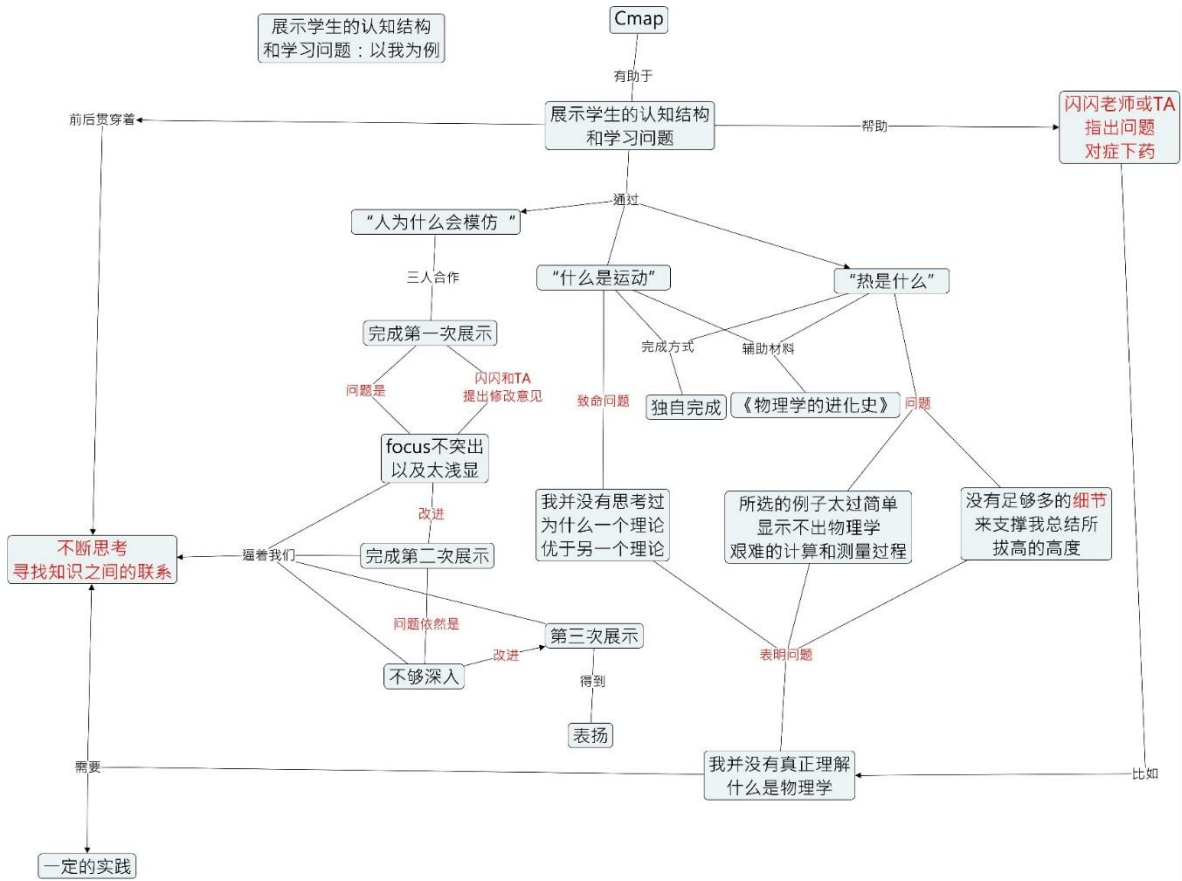 展示学生的认知结构
和学习问题：以我为例
Cmap
有助于
展示学生的认知结构
和学习问题
前后贯穿着
帮助
闪闪老师或TA
指出问题
对症下药
通过
“人为什么会模仿 ”
“什么是运动”
“热是什么”
三人合作
完成第一次展示
问题是
闪闪和TA
提出修改意见
完成方式
辅助材料
致命问题
独自完成
《物理学的进化史》
问题
focus不突出
以及太浅显
改进
我并没有思考过
为什么一个理论
优于另一个理论
所选的例子太过简单
显示不出物理学
艰难的计算和测量过程
没有足够多的细节
来支撑我总结所
拔高的高度
不断思考
寻找知识之间的联系
逼着我们
完成第二次展示
问题依然是
第三次展示
改进
不够深入
表明问题
得到
表扬
需要
我并没有真正理解
什么是物理学
比如
一定的实践